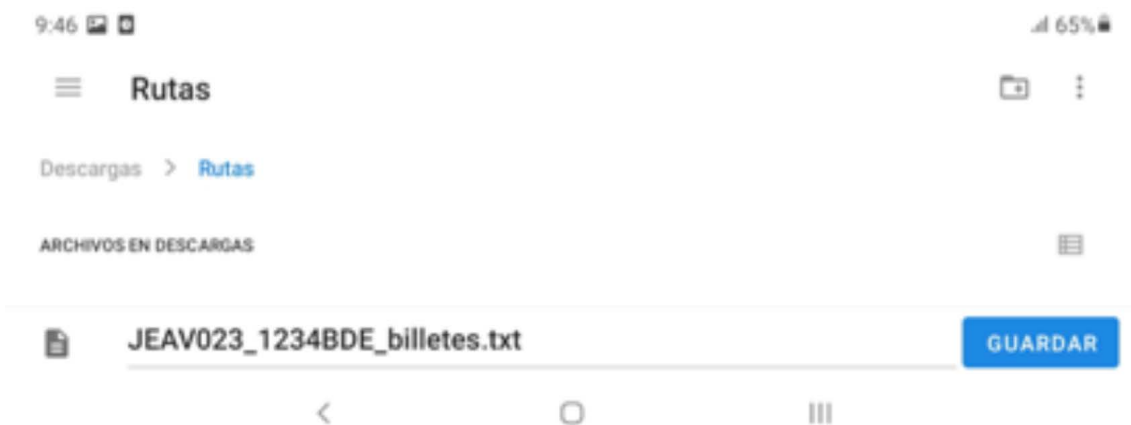 9:46 65%
Rutas
Descargas > Rutas
ARCHIVOS EN DESCARGAS
JEAV023_1234BDE_billetes.txt GUARDAR